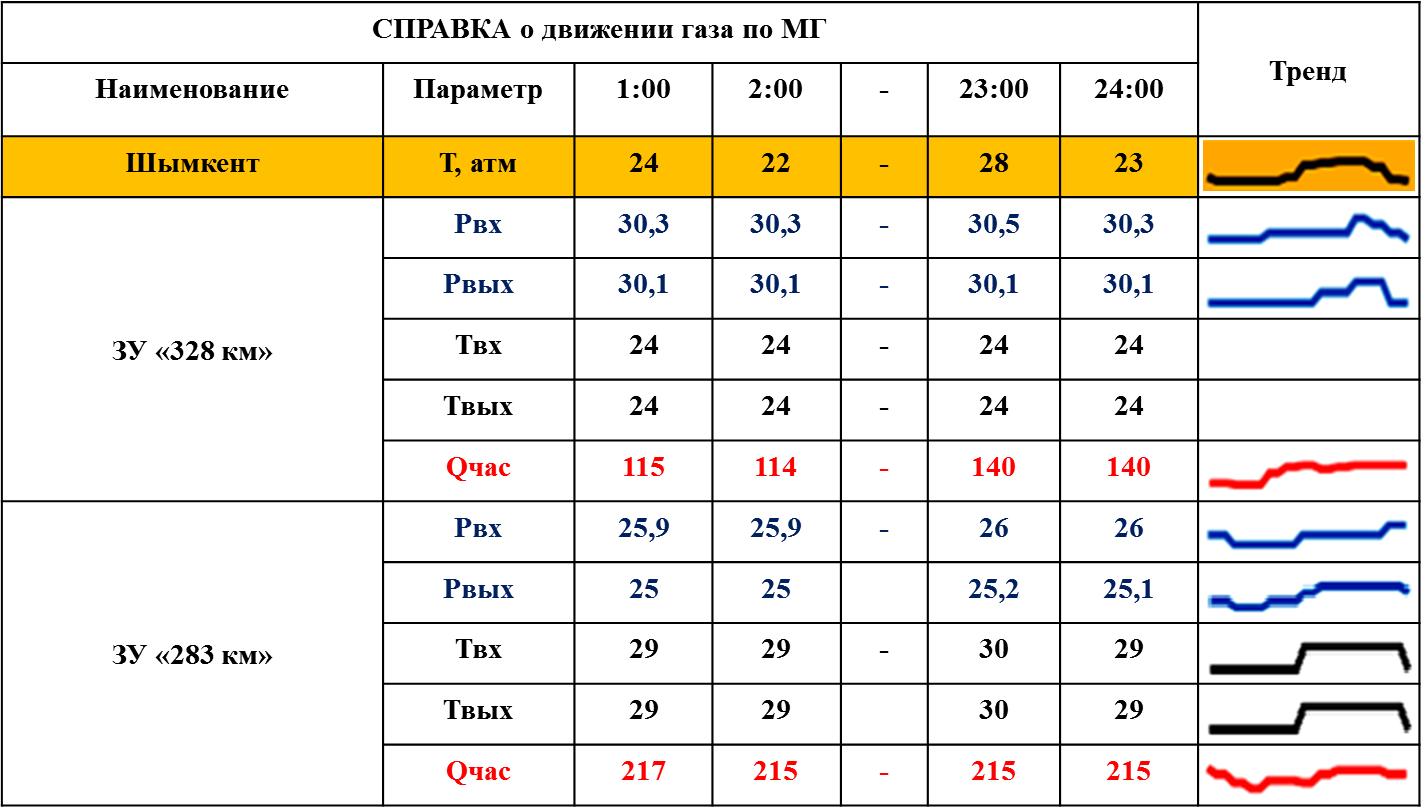 СПРАВКА о движении газа по МГ
Тренд
Наименование Параметр 1:00 2:00 - 23:00 24:00
Шымкент Т, атм 24 22 - 28 23
ЗУ «328 км»
Рвх 30,3 30,3 - 30,5 30,3
Рвых 30,1 30,1 - 30,1 30,1
Твх 24 24 - 24 24
Твых 24 24 - 24 24
Qчас 115 114 - 140 140
ЗУ «283 км»
Рвх 25,9 25,9 - 26 26
Рвых 25 25 25,2 25,1
Твх 29 29 - 30 29
Твых 29 29 30 29
Qчас 217 215 - 215 215